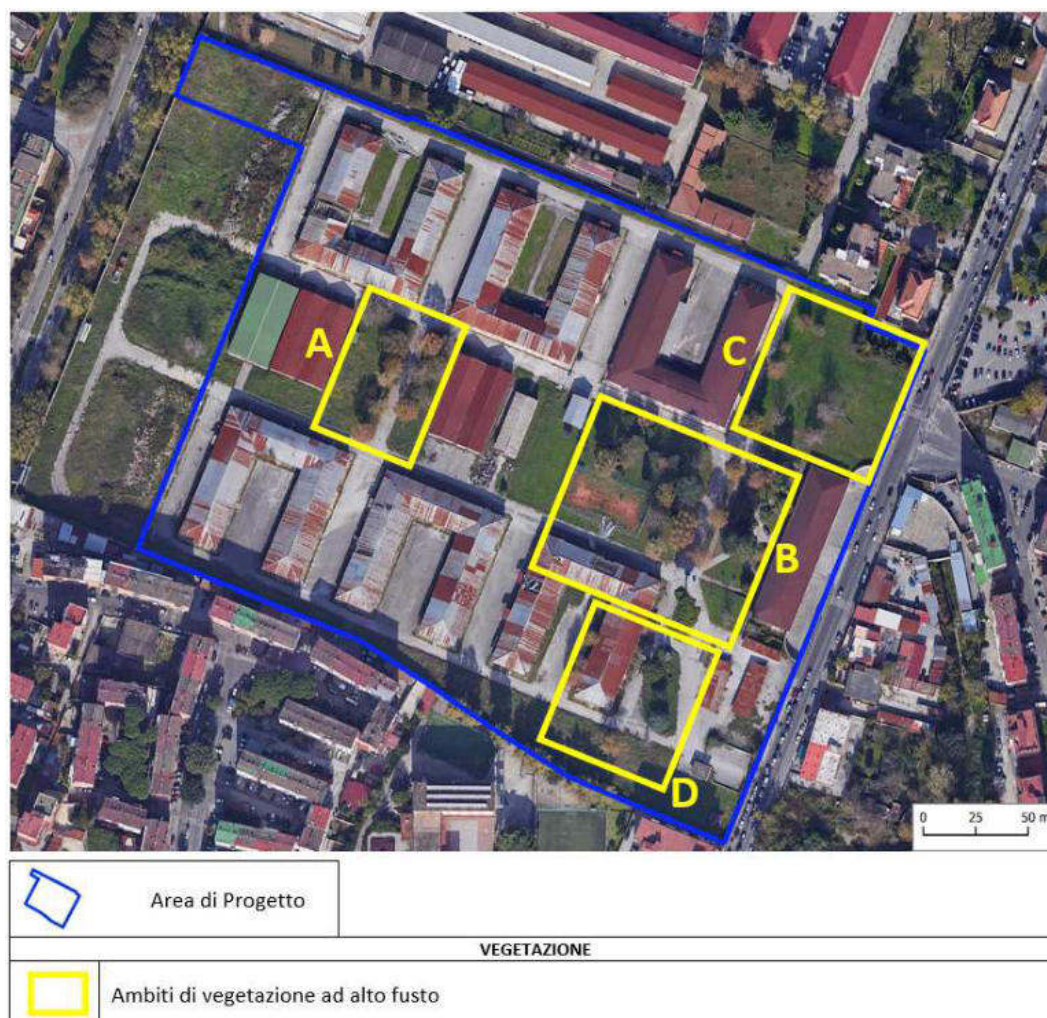 A
C
B
D
0 25 50 m
Area di Progetto
VEGETAZIONE
Ambiti di vegetazione ad alto fusto